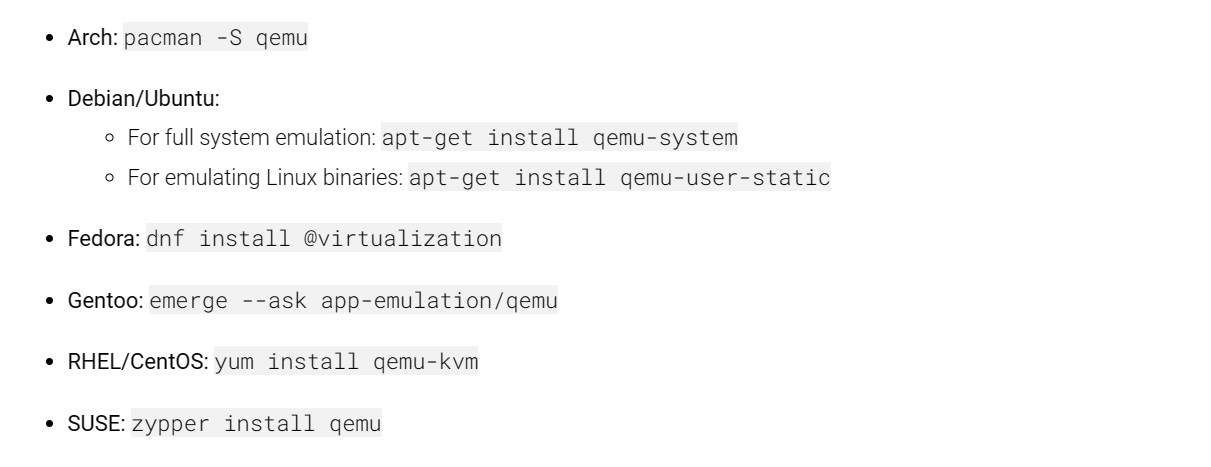 Arch: pacman -S qemu
Debian/Ubuntu:
For full system emulation: apt-get install qemu-system
For emulating Linux binaries: apt-get install qemu-user-static
Fedora: dnf install @virtualization
Gentoo: emerge --ask app-emulation/qemu
RHEL/CentOS: yum install qemu-kvm
SUSE: zypper install qemu